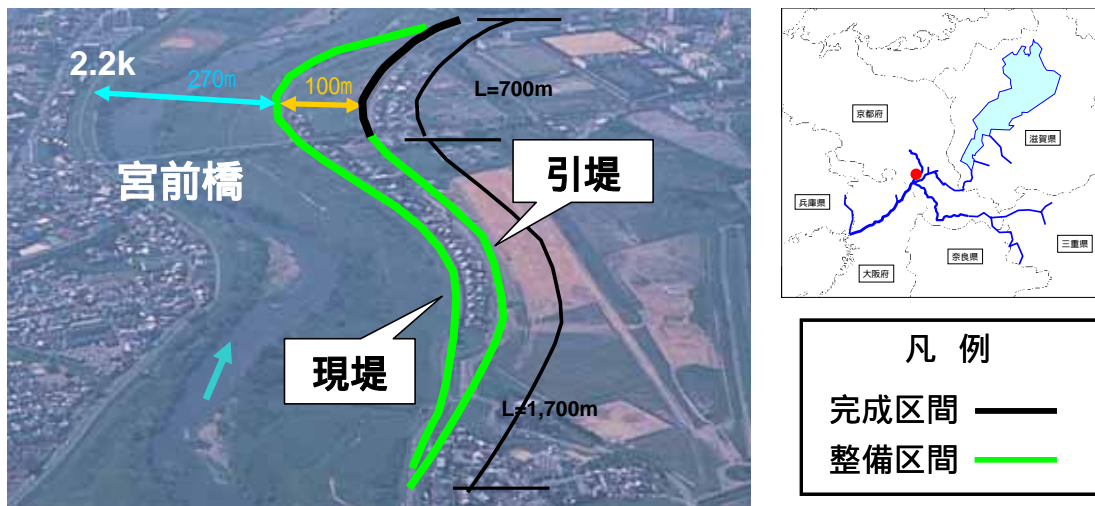 2.2k
270m
100m
L=700m
宮前橋
引堤
現堤
L=1,700m
京都府
滋賀県
兵庫県
大阪府
奈良県
三重県
凡 例
完成区間
整備区間